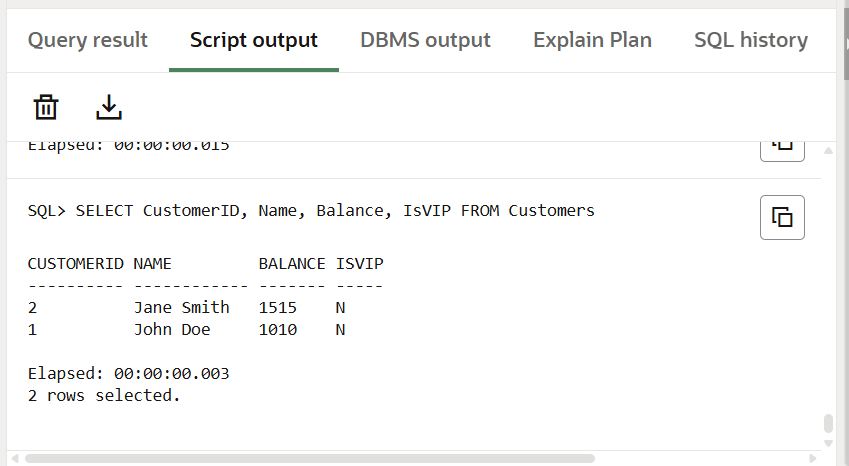 Query result Script output DBMS output Explain Plan SQL history
Elapsed: 00:00:00.015
SQL> SELECT CustomerID, Name, Balance, IsVIP FROM Customers
CUSTOMERID NAME         BALANCE ISVIP
---------- ------------ ------- -----
2          Jane Smith   1515    N
1          John Doe     1010    N
Elapsed: 00:00:00.003
2 rows selected.